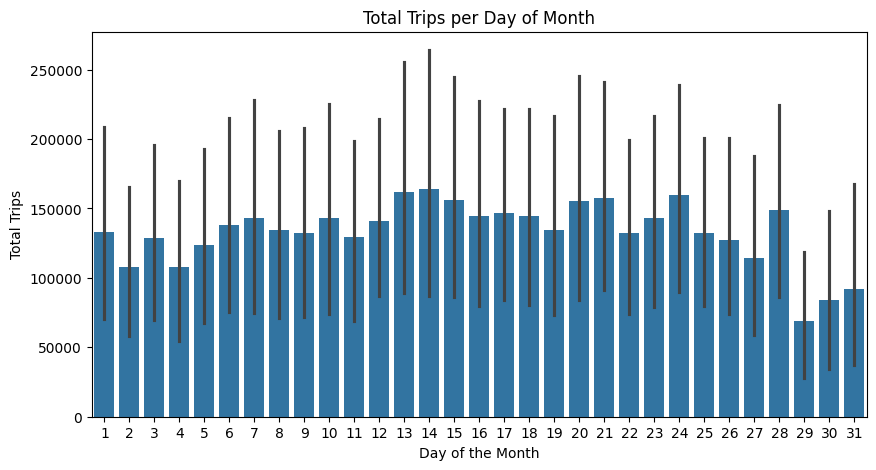 Total Trips per Day of Month
Total Trips
250000
200000
150000
100000
50000
0
1 2 3 4 5 6 7 8 9 10 11 12 13 14 15 16 17 18 19 20 21 22 23 24 25 26 27 28 29 30 31
Day of the Month